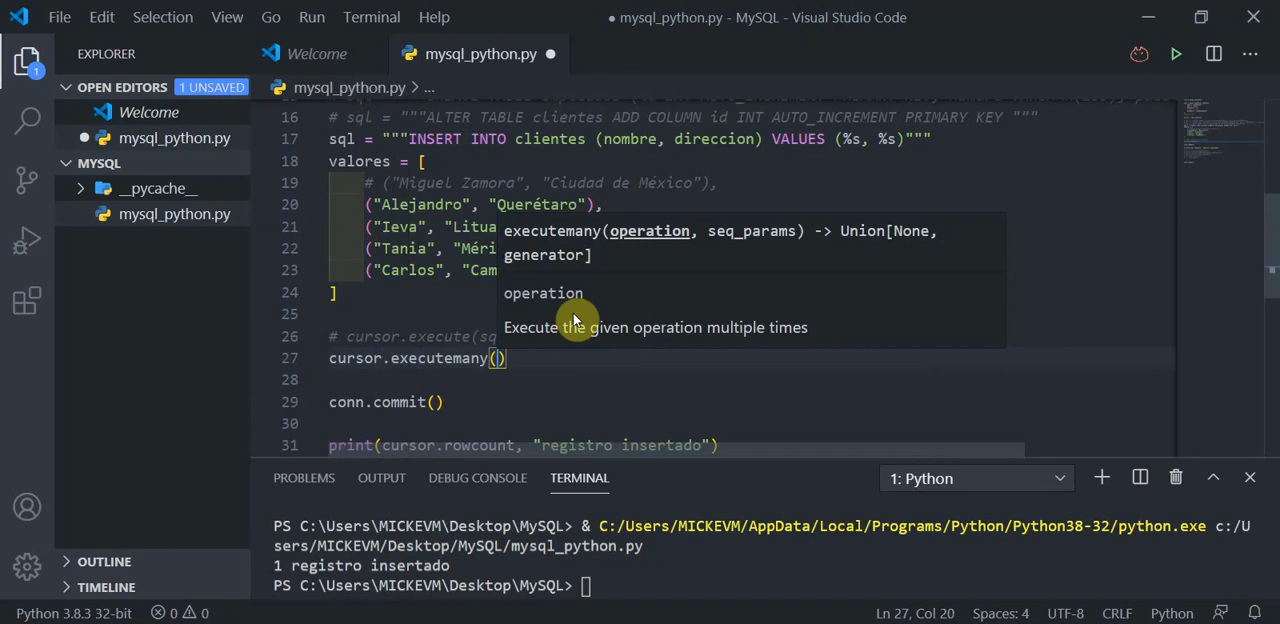 File Edit Selection View Go Run Terminal Help ● mysql_python.py - MySQL - Visual Studio Code
EXPLORER
Welcome
mysql_python.py ●
OPEN EDITORS 1 UNSAVED
Welcome
mysql_python.py
MYSQL
__pycache__
mysql_python.py
OUTLINE
TIMELINE
1
mysql_python.py > ...
16 # sql = """ALTER TABLE clientes ADD COLUMN id INT AUTO_INCREMENT PRIMARY KEY """
17 sql = """INSERT INTO clientes (nombre, direccion) VALUES (%s, %s)"""
18 valores = [
19 # ("Miguel Zamora", "Ciudad de México"),
20 ("Alejandro", "Querétaro"),
21 ("Ieva", "Litua
22 ("Tania", "Méri
23 ("Carlos", "Cam
24 ]
25
26 # cursor.execute(sq
27 cursor.executemany()
28
29 conn.commit()
30
31 print(cursor.rowcount, "registro insertado")
executemany(operation, seq_params) -> Union[None,
generator]
operation
Execute the given operation multiple times
PROBLEMS OUTPUT DEBUG CONSOLE TERMINAL 1: Python
PS C:\Users\MICKEVM\Desktop\MySQL> & C:/Users/MICKEVM/AppData/Local/Programs/Python/Python38-32/python.exe c:/U
sers/MICKEVM/Desktop/MySQL/mysql_python.py
1 registro insertado
PS C:\Users\MICKEVM\Desktop\MySQL>
Python 3.8.3 32-bit 0 0 Ln 27, Col 20 Spaces: 4 UTF-8 CRLF Python